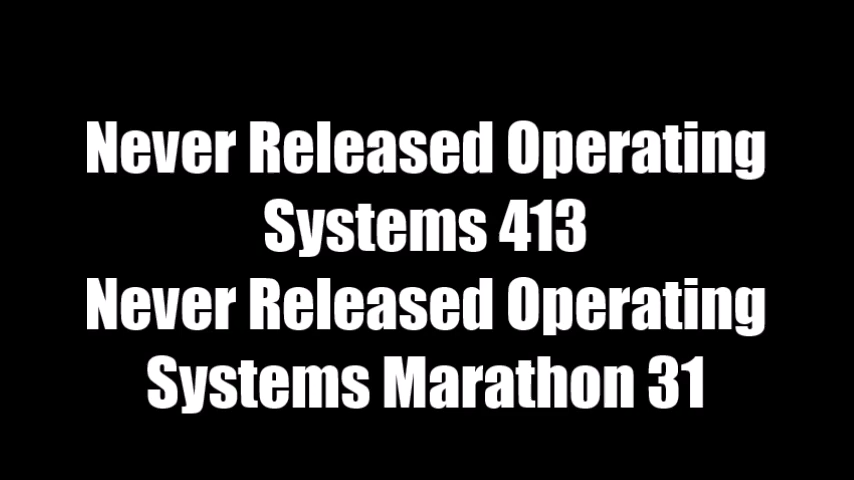 Never Released Operating
Systems 413
Never Released Operating
Systems Marathon 31